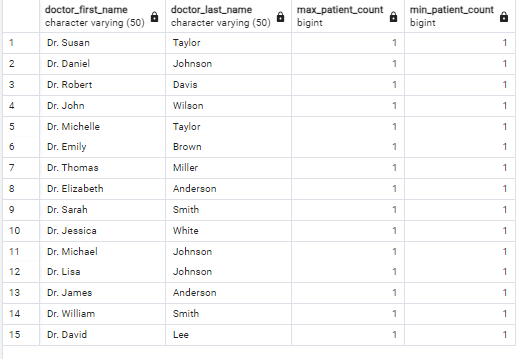 doctor_first_name doctor_last_name max_patient_count min_patient_count
character varying (50) character varying (50) bigint bigint
1 Dr. Susan Taylor 1 1
2 Dr. Daniel Johnson 1 1
3 Dr. Robert Davis 1 1
4 Dr. John Wilson 1 1
5 Dr. Michelle Taylor 1 1
6 Dr. Emily Brown 1 1
7 Dr. Thomas Miller 1 1
8 Dr. Elizabeth Anderson 1 1
9 Dr. Sarah Smith 1 1
10 Dr. Jessica White 1 1
11 Dr. Michael Johnson 1 1
12 Dr. Lisa Johnson 1 1
13 Dr. James Anderson 1 1
14 Dr. William Smith 1 1
15 Dr. David Lee 1 1